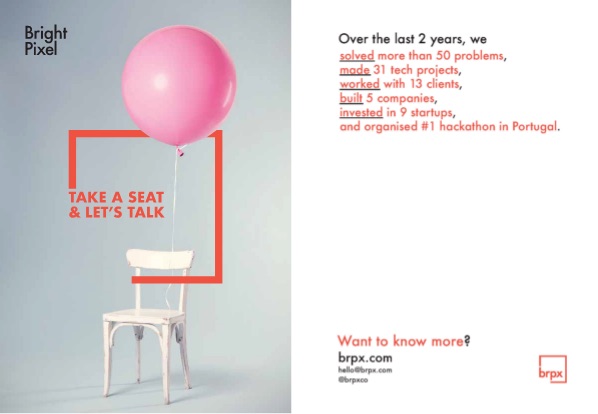 Bright
Pixel
TAKE A SEAT
& LET'S TALK
Over the last 2 years, we
solved more than 50 problems,
made 31 tech projects,
worked with 13 clients,
built 5 companies,
invested in 9 startups,
and organised #1 hackathon in Portugal.
Want to know more?
brpx.com
hello@brpx.com
@brpxco
brpx